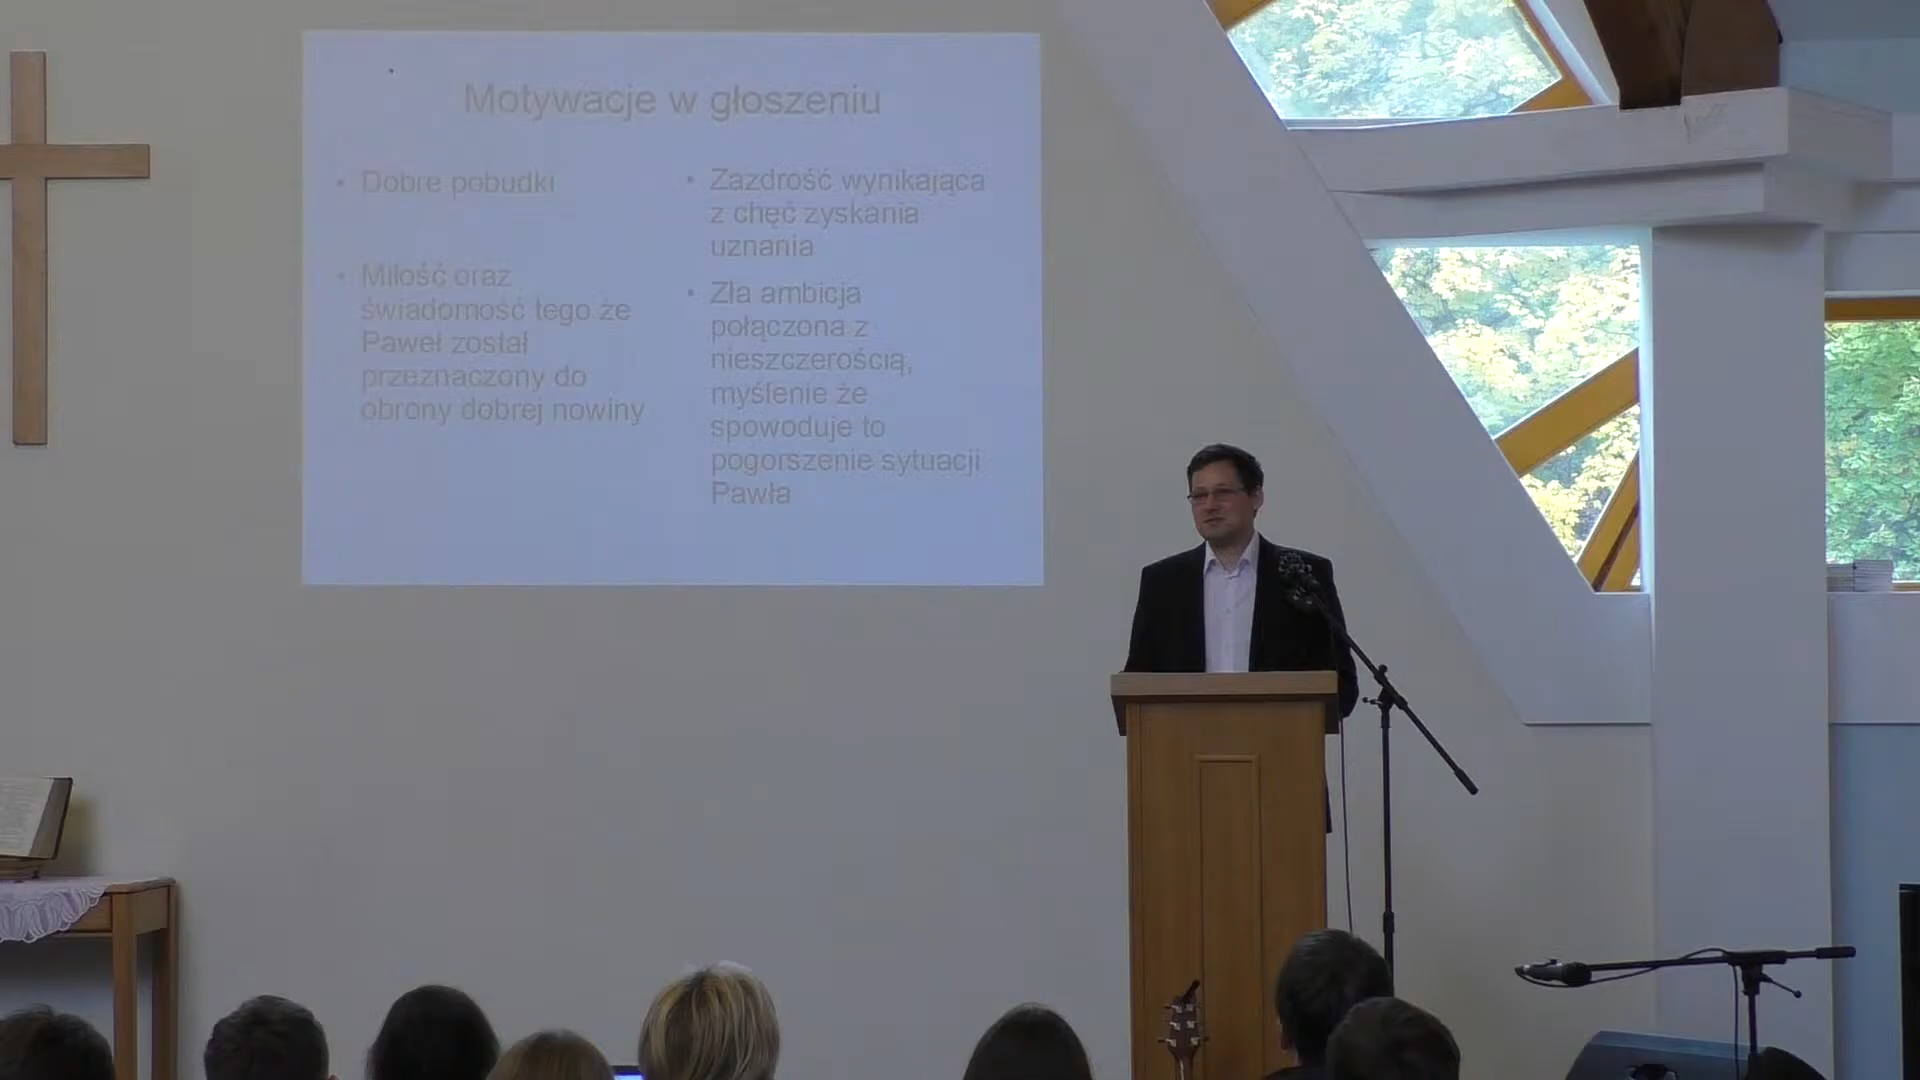 Motywacje w głoszeniu
• Dobre pobudki
• Miłość oraz
świadomość tego że
Paweł został
przeznaczony do
obrony dobrej nowiny
• Zazdrość wynikająca
z chęć zyskania
uznania
• Zła ambicja
połączona z
nieszczerością,
myślenie że
spowoduje to
pogorszenie sytuacji
Pawła